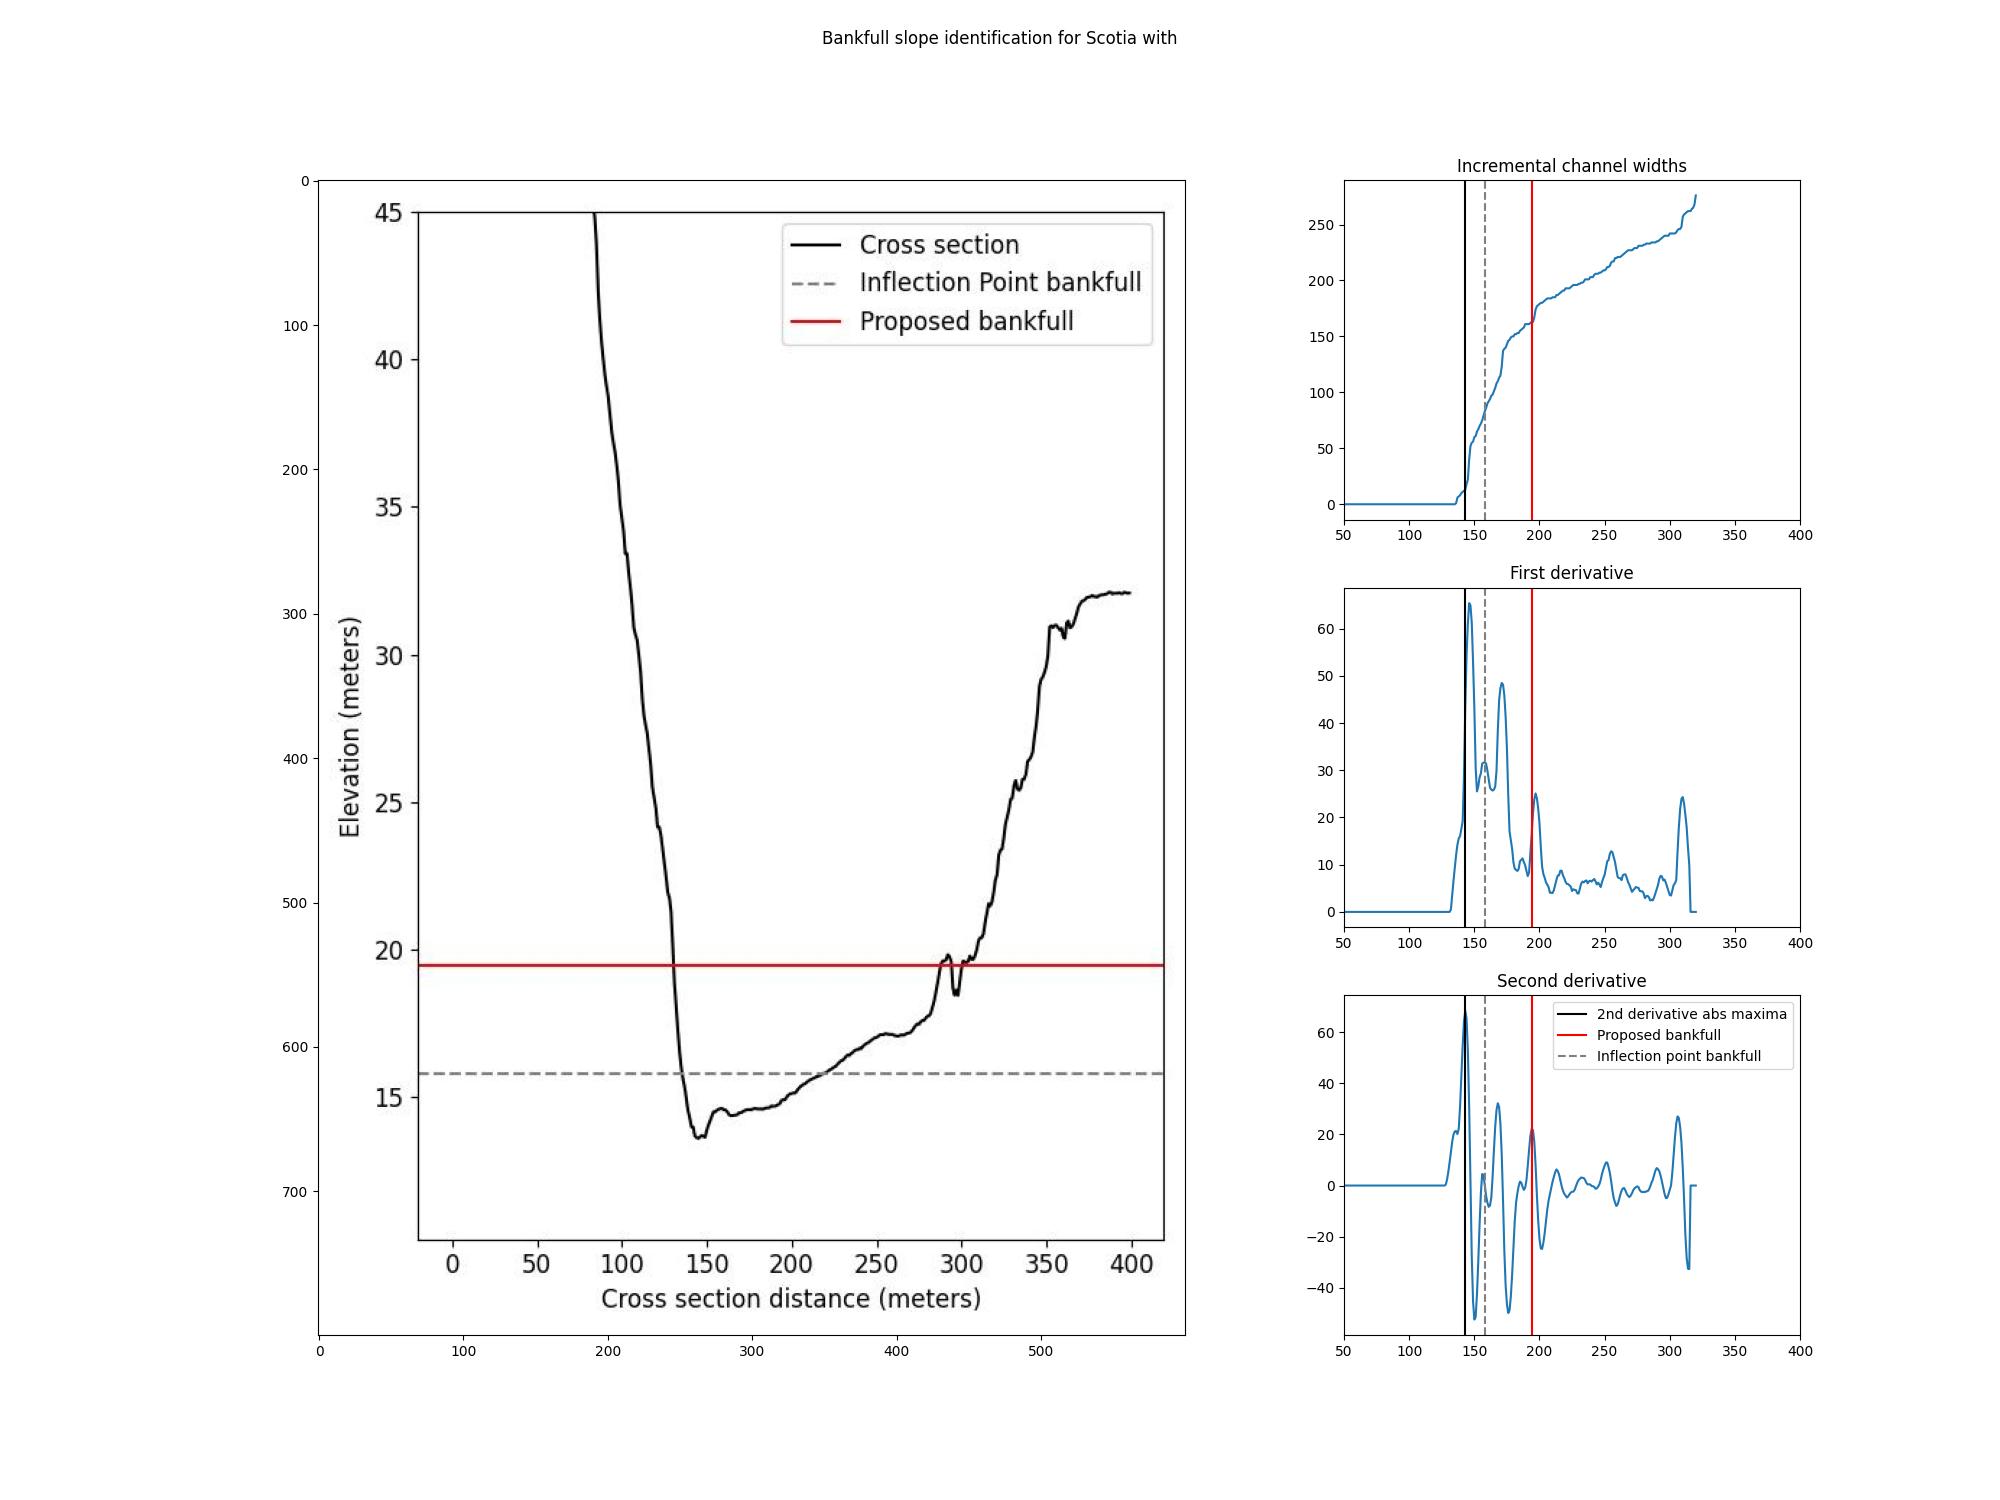 Bankfull slope identification for Scotia with
0
100
200
300
400
500
600
700
0 100 200 300 400 500
45
40
35
30
25
20
15
Elevation (meters)
Cross section
Inflection Point bankfull
Proposed bankfull
0 50 100 150 200 250 300 350 400
Cross section distance (meters)
Incremental channel widths
250
200
150
100
50
0
50 100 150 200 250 300 350 400
First derivative
60
50
40
30
20
10
0
50 100 150 200 250 300 350 400
Second derivative
60
40
20
0
−20
−40
2nd derivative abs maxima
Proposed bankfull
Inflection point bankfull
50 100 150 200 250 300 350 400